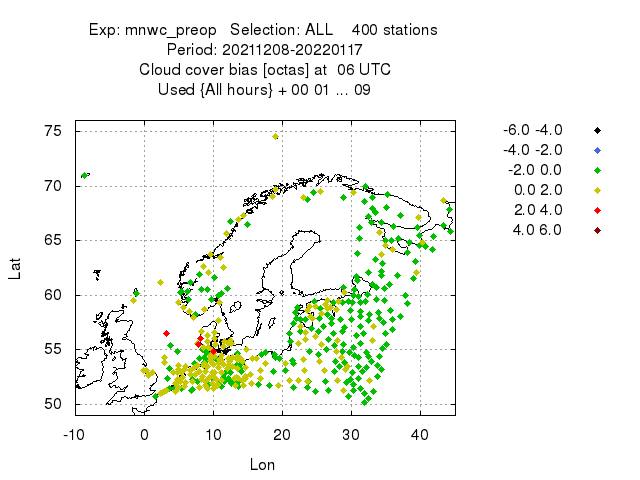 Exp: mnwc_preop Selection: ALL 400 stations
Period: 20211208-20220117
Cloud cover bias [octas] at 06 UTC
Used {All hours} + 00 01 ... 09
75
70
65
60
55
50
-10 0 10 20 30 40
Lat
Lon
-6.0 -4.0
-4.0 -2.0
-2.0 0.0
0.0 2.0
2.0 4.0
4.0 6.0